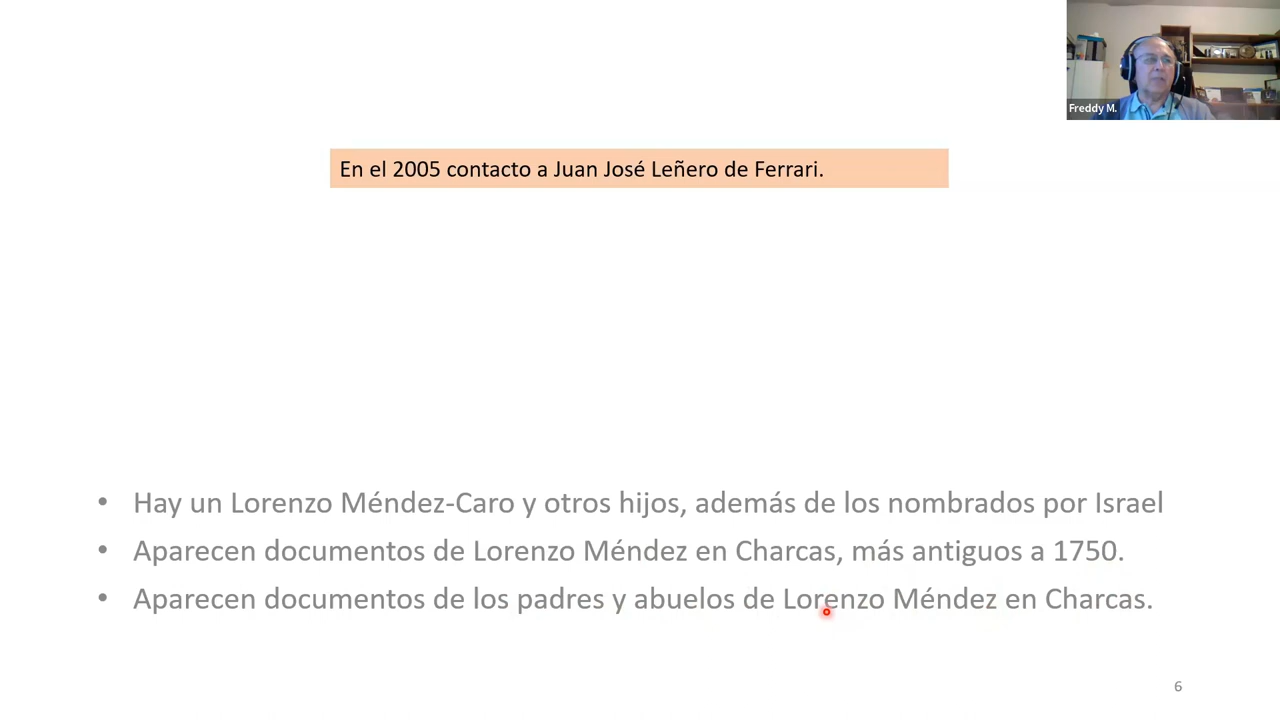 Freddy M.
En el 2005 contacto a Juan José Leñero de Ferrari.
• Hay un Lorenzo Méndez-Caro y otros hijos, además de los nombrados por Israel
• Aparecen documentos de Lorenzo Méndez en Charcas, más antiguos a 1750.
• Aparecen documentos de los padres y abuelos de Lorenzo Méndez en Charcas.
6